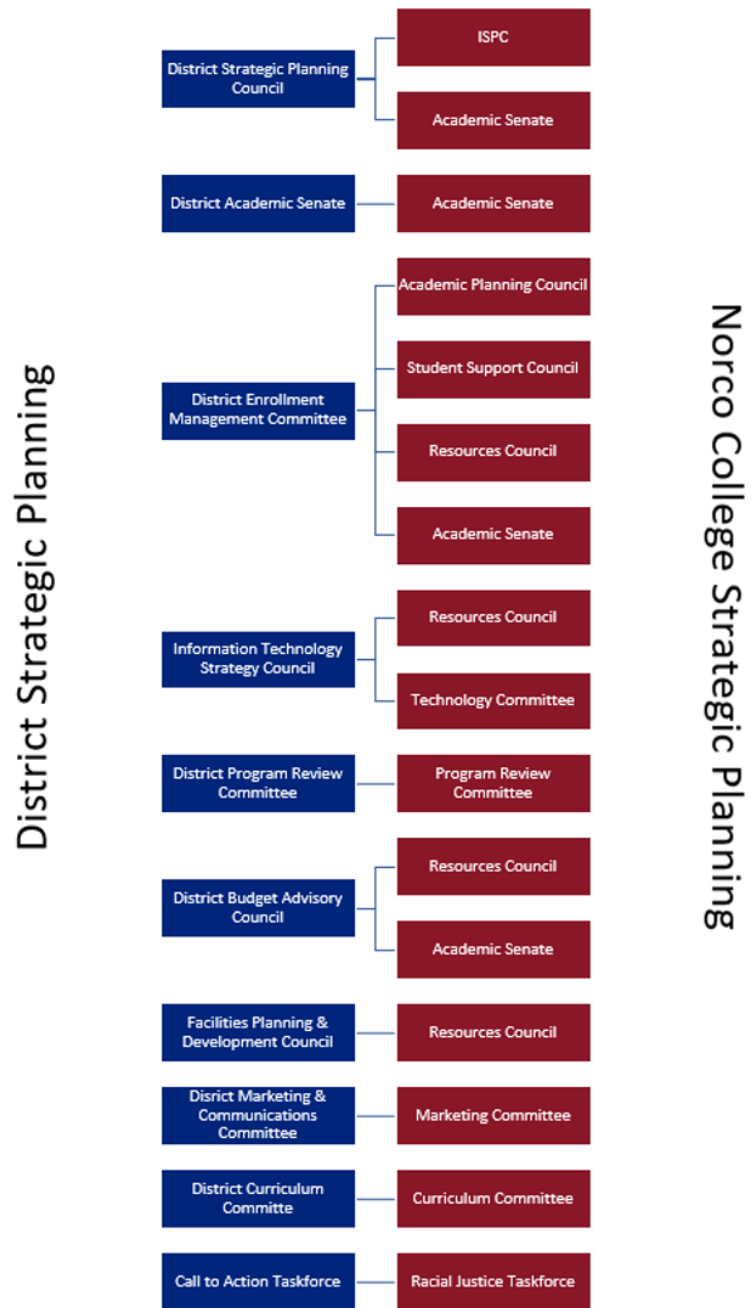 District Strategic Planning
District Strategic Planning
Council
ISPC
Academic Senate
District Academic Senate
Academic Senate
District Enrollment
Management Committee
Academic Planning Council
Student Support Council
Resources Council
Academic Senate
Information Technology
Strategy Council
Resources Council
Technology Committee
District Program Review
Committee
Program Review
Committee
District Budget Advisory
Council
Resources Council
Academic Senate
Facilities Planning &
Development Council
Resources Council
Disrict Marketing &
Communications
Committee
Marketing Committee
District Curriculum
Committe
Curriculum Committee
Call to Action Taskforce
Racial Justice Taskforce
Norco College Strategic Planning